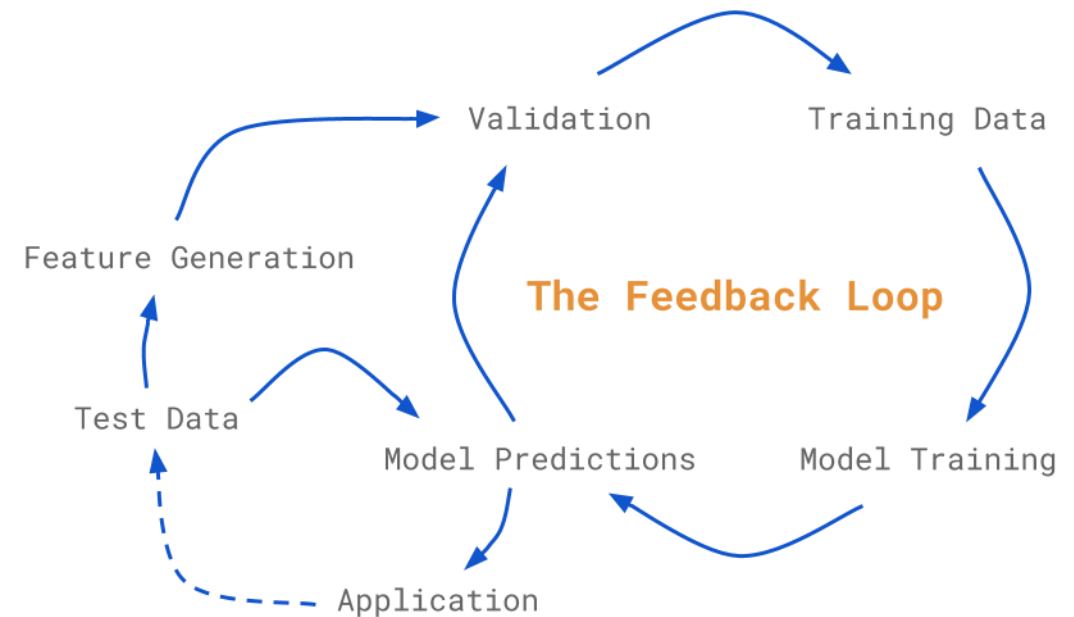 Validation
Training Data
Feature Generation
The Feedback Loop
Test Data
Model Predictions
Model Training
Application